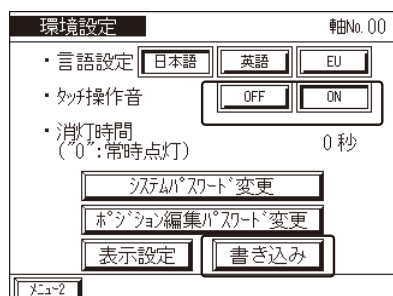 環境設定 軸No. 00
・言語設定 日本語 英語 EU
・タッチ操作音 OFF ON
・消灯時間 0 秒
("0":常時点灯)
システムパスワード変更
ポジション編集パスワード変更
表示設定 書き込み
メニュー2